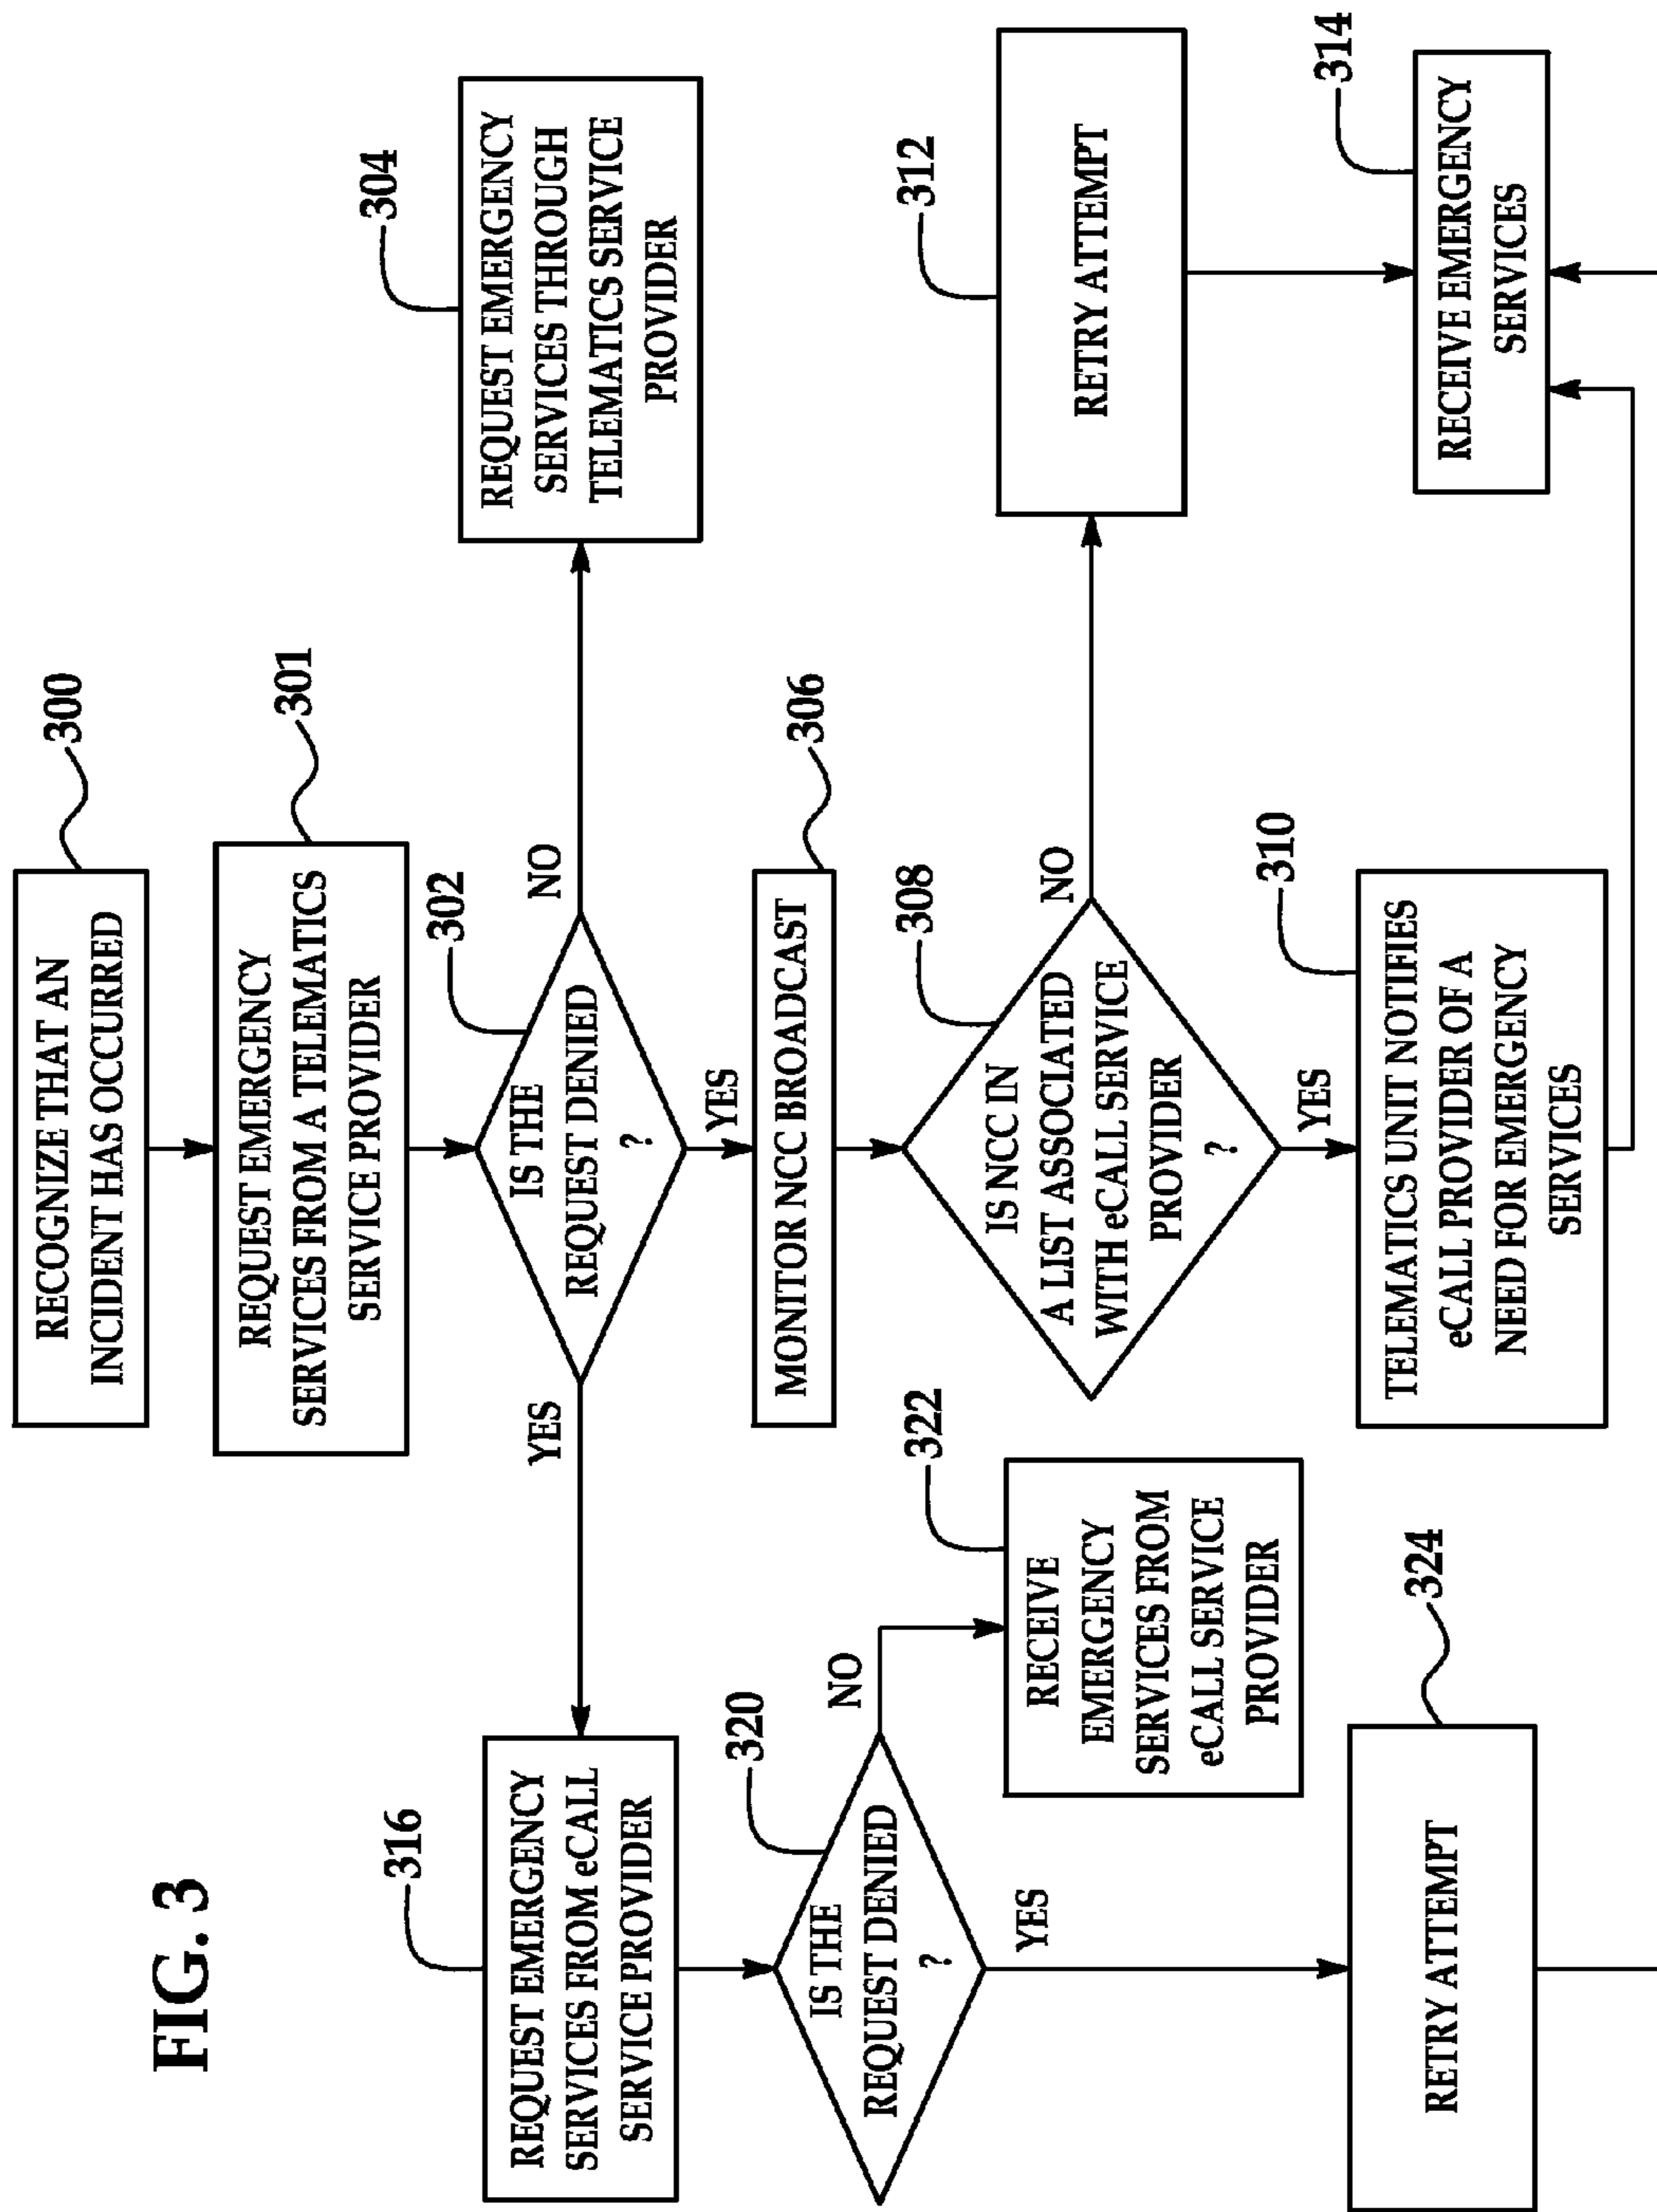 FIG. 3
300
RECOGNIZE THAT AN
INCIDENT HAS OCCURRED
301
REQUEST EMERGENCY
SERVICES FROM A TELEMATICS
SERVICE PROVIDER
302
IS THE
REQUEST DENIED
?
NO
304
REQUEST EMERGENCY
SERVICES THROUGH
TELEMATICS SERVICE
PROVIDER
YES
YES
306
MONITOR NCC BROADCAST
308
IS NCC IN
A LIST ASSOCIATED
WITH eCALL SERVICE
PROVIDER
?
NO
312
RETRY ATTEMPT
YES
310
TELEMATICS UNIT NOTIFIES
eCALL PROVIDER OF A
NEED FOR EMERGENCY
SERVICES
314
RECEIVE EMERGENCY
SERVICES
316
REQUEST EMERGENCY
SERVICES FROM eCALL
SERVICE PROVIDER
320
IS THE
REQUEST DENIED
?
NO
322
RECEIVE
EMERGENCY
SERVICES FROM
eCALL SERVICE
PROVIDER
YES
324
RETRY ATTEMPT